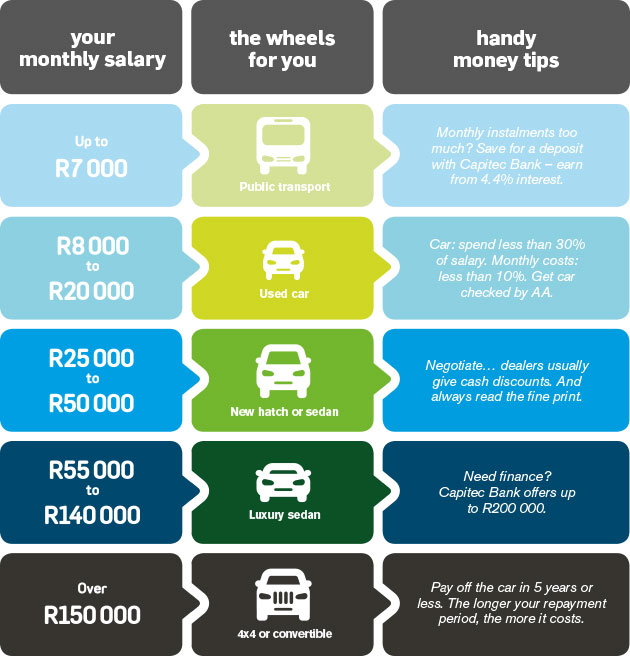 your
monthly salary
the wheels
for you
handy
money tips
Up to
R7 000
Public transport
Monthly instalments too
much? Save for a deposit
with Capitec Bank – earn
from 4.4% interest.
R8 000
to
R20 000
Used car
Car: spend less than 30%
of salary. Monthly costs:
less than 10%. Get car
checked by AA.
R25 000
to
R50 000
New hatch or sedan
Negotiate… dealers usually
give cash discounts. And
always read the fine print.
R55 000
to
R140 000
Luxury sedan
Need finance?
Capitec Bank offers up
to R200 000.
Over
R150 000
4x4 or convertible
Pay off the car in 5 years or
less. The longer your repayment
period, the more it costs.